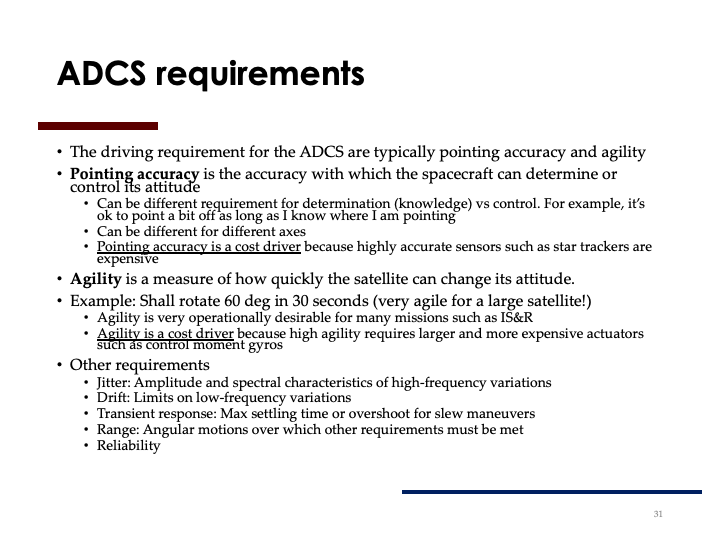 ADCS requirements
• The driving requirement for the ADCS are typically pointing accuracy and agility
• Pointing accuracy is the accuracy with which the spacecraft can determine or
control its attitude
• Can be different requirement for determination (knowledge) vs control. For example, it's
ok to point a bit off as long as I know where I am pointing
• Can be different for different axes
• Pointing accuracy is a cost driver because highly accurate sensors such as star trackers are
expensive
• Agility is a measure of how quickly the satellite can change its attitude.
• Example: Shall rotate 60 deg in 30 seconds (very agile for a large satellite!)
• Agility is very operationally desirable for many missions such as IS&R
• Agility is a cost driver because high agility requires larger and more expensive actuators
such as control moment gyros
• Other requirements
• Jitter: Amplitude and spectral characteristics of high-frequency variations
• Drift: Limits on low-frequency variations
• Transient response: Max settling time or overshoot for slew maneuvers
• Range: Angular motions over which other requirements must be met
• Reliability
31